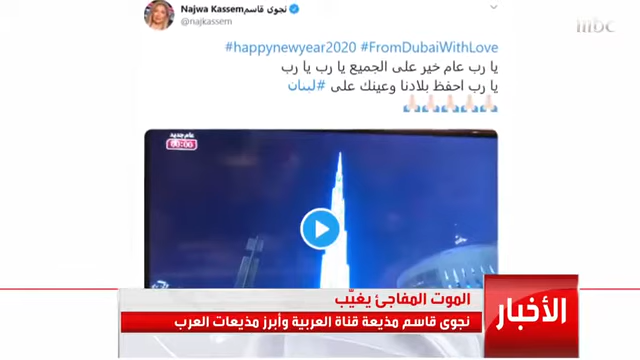 Najwa Kassem نجوى قاسم
@najkassem
mbc
#happynewyear2020 #FromDubaiWithLove
يا رب عام خير على الجميع يا رب يا رب
يا رب احفظ بلادنا وعينك على #لبنان
عام جديد
00:00
الموت المفاجئ يغيّب
الأخبار
نجوى قاسم مذيعة قناة العربية وأبرز مذيعات العرب